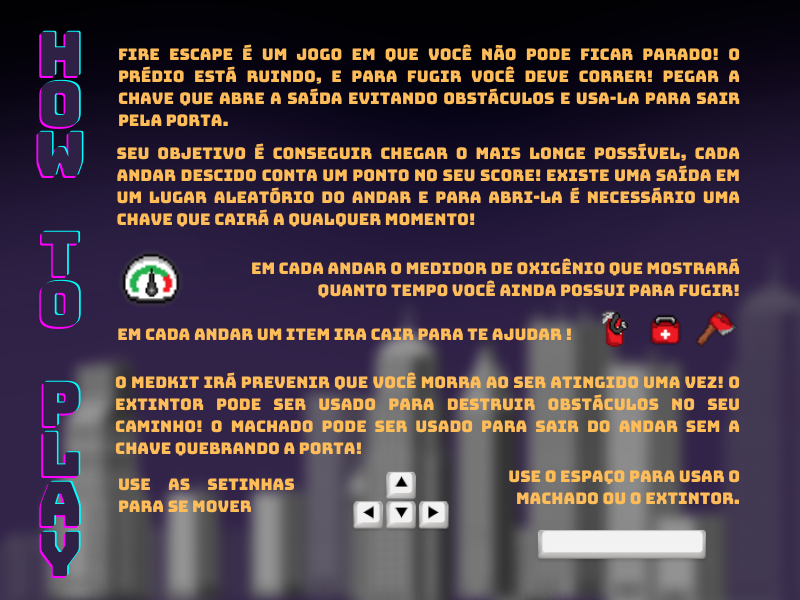 HOW TO PLAY
FIRE ESCAPE É UM JOGO EM QUE VOCÊ NÃO PODE FICAR PARADO! O
PRÉDIO ESTÁ RUINDO, E PARA FUGIR VOCÊ DEVE CORRER! PEGAR A
CHAVE QUE ABRE A SAÍDA EVITANDO OBSTÁCULOS E USA-LA PARA SAIR
PELA PORTA.
SEU OBJETIVO É CONSEGUIR CHEGAR O MAIS LONGE POSSÍVEL, CADA
ANDAR DESCIDO CONTA UM PONTO NO SEU SCORE! EXISTE UMA SAÍDA EM
UM LUGAR ALEATÓRIO DO ANDAR E PARA ABRI-LA É NECESSÁRIO UMA
CHAVE QUE CAIRÁ A QUALQUER MOMENTO!
EM CADA ANDAR O MEDIDOR DE OXIGÊNIO QUE MOSTRARÁ
QUANTO TEMPO VOCÊ AINDA POSSUI PARA FUGIR!
EM CADA ANDAR UM ITEM IRA CAIR PARA TE AJUDAR !
O MEDKIT IRÁ PREVENIR QUE VOCÊ MORRA AO SER ATINGIDO UMA VEZ! O
EXTINTOR PODE SER USADO PARA DESTRUIR OBSTÁCULOS NO SEU
CAMINHO! O MACHADO PODE SER USADO PARA SAIR DO ANDAR SEM A
CHAVE QUEBRANDO A PORTA!
USE AS SETINHAS
PARA SE MOVER
USE O ESPAÇO PARA USAR O
MACHADO OU O EXTINTOR.